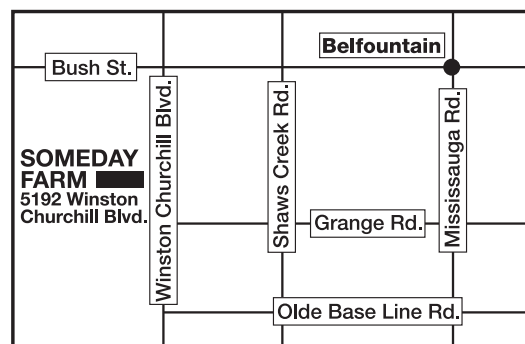 Belfountain
Bush St.
Winston Churchill Blvd.
Shaws Creek Rd.
Mississauga Rd.
SOMEDAY
FARM
5192 Winston
Churchill Blvd.
Grange Rd.
Olde Base Line Rd.